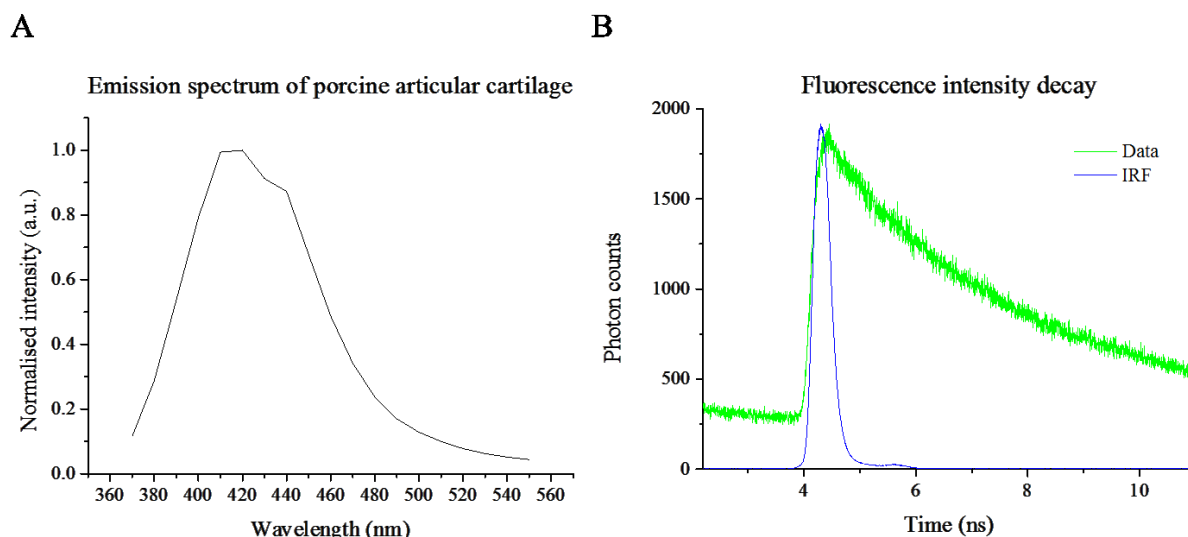 A
Emission spectrum of porcine articular cartilage
Normalised intensity (a.u.)
1.0
0.8
0.6
0.4
0.2
0.0
360 380 400 420 440 460 480 500 520 540 560
Wavelength (nm)
B
Fluorescence intensity decay
Photon counts
2000
1500
1000
500
0
Data
IRF
4 6 8 10
Time (ns)